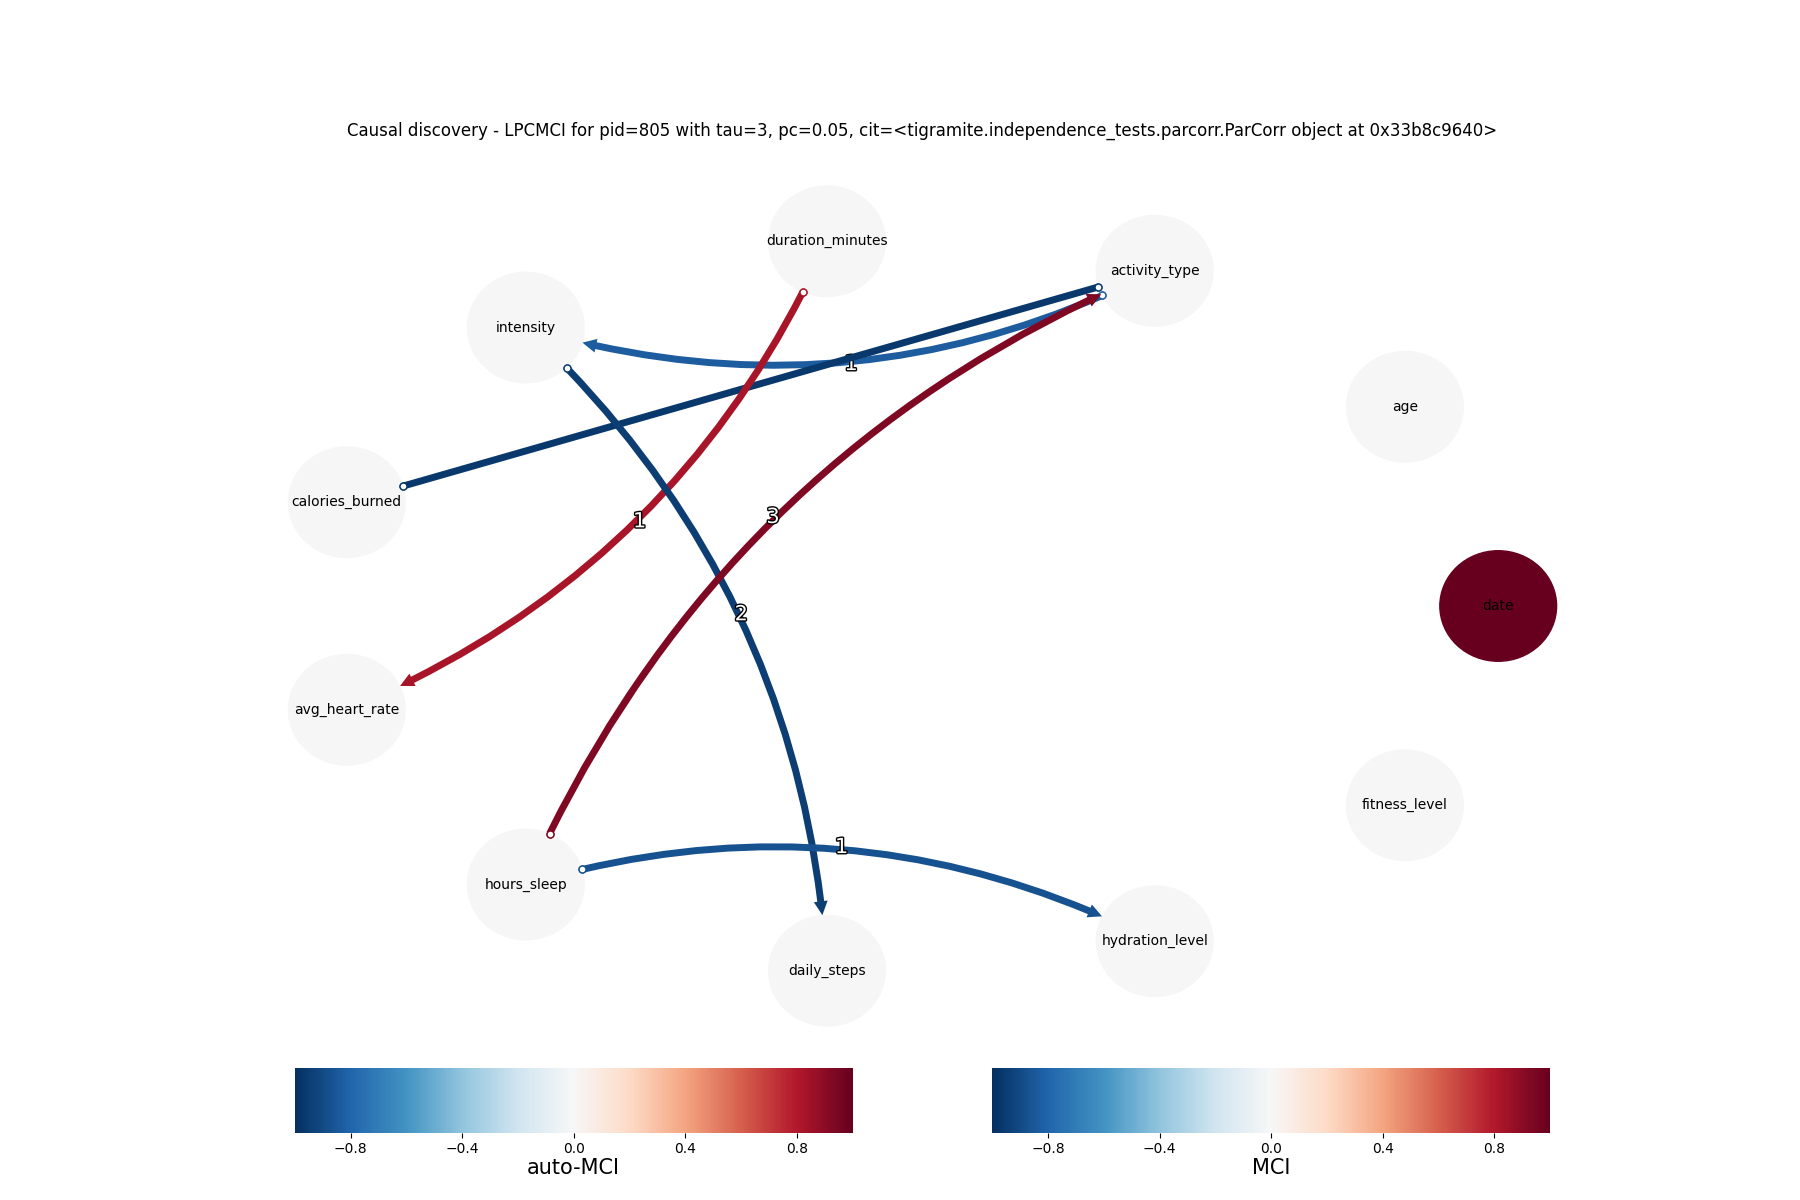 Causal discovery - LPCMCI for pid=805 with tau=3, pc=0.05, cit=<tigramite.independence_tests.parcorr.ParCorr object at 0x33b8c9640>
duration_minutes
activity_type
intensity
1
age
calories_burned
1
3
date
2
avg_heart_rate
fitness_level
1
hours_sleep
hydration_level
daily_steps
−0.8 −0.4 0.0 0.4 0.8
auto-MCI
−0.8 −0.4 0.0 0.4 0.8
MCI